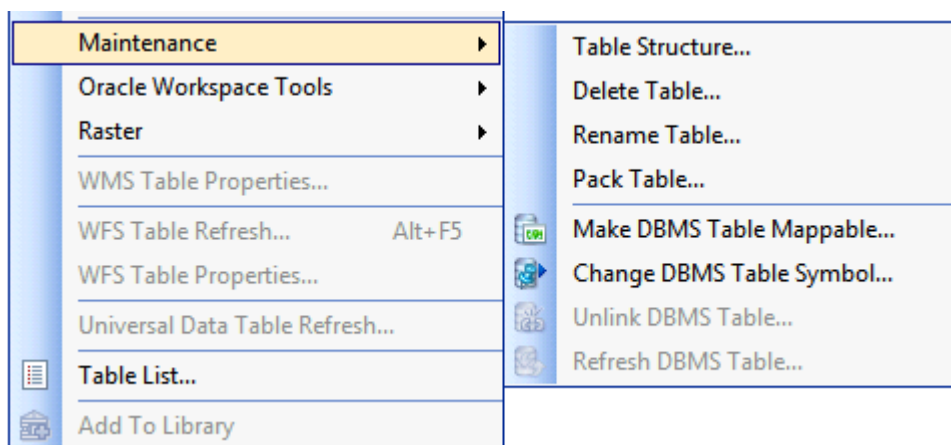 Maintenance
Oracle Workspace Tools
Raster
WMS Table Properties...
WFS Table Refresh... Alt+F5
WFS Table Properties...
Universal Data Table Refresh...
Table List...
Add To Library
Table Structure...
Delete Table...
Rename Table...
Pack Table...
Make DBMS Table Mappable...
Change DBMS Table Symbol...
Unlink DBMS Table...
Refresh DBMS Table...